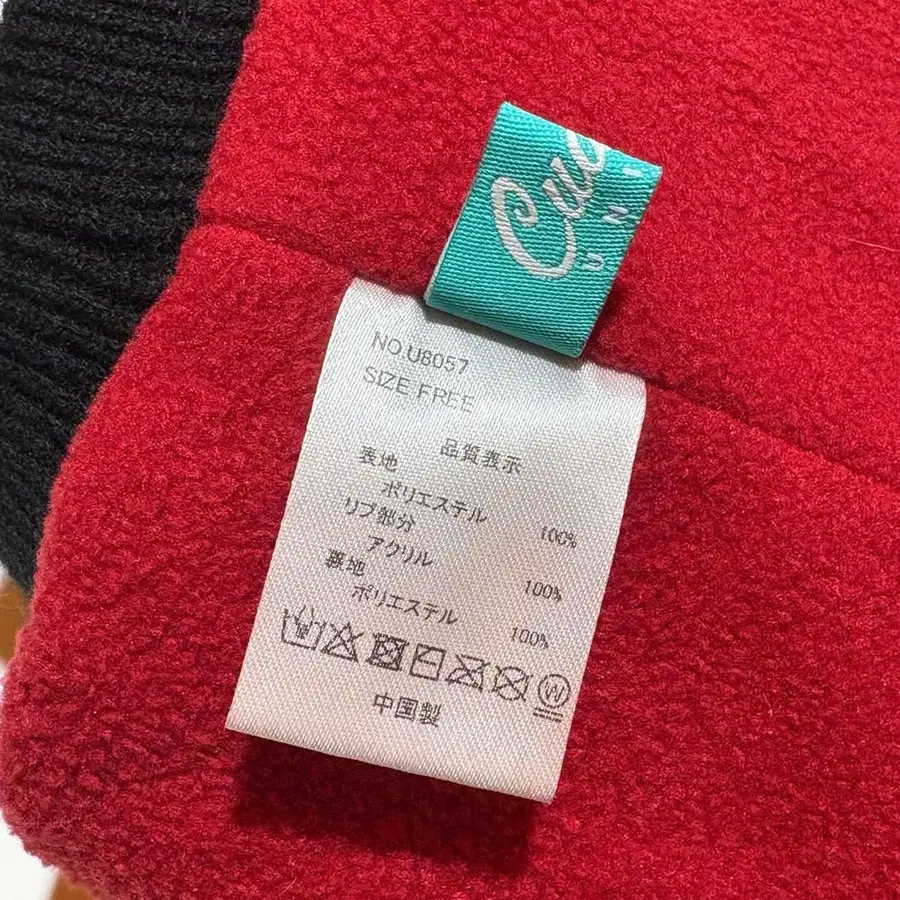 Cu
UNI
NO.U8057
SIZE FREE
品質表示
表地
ポリエステル 100%
リブ部分
アクリル 100%
裏地
ポリエステル 100%
W
中国製